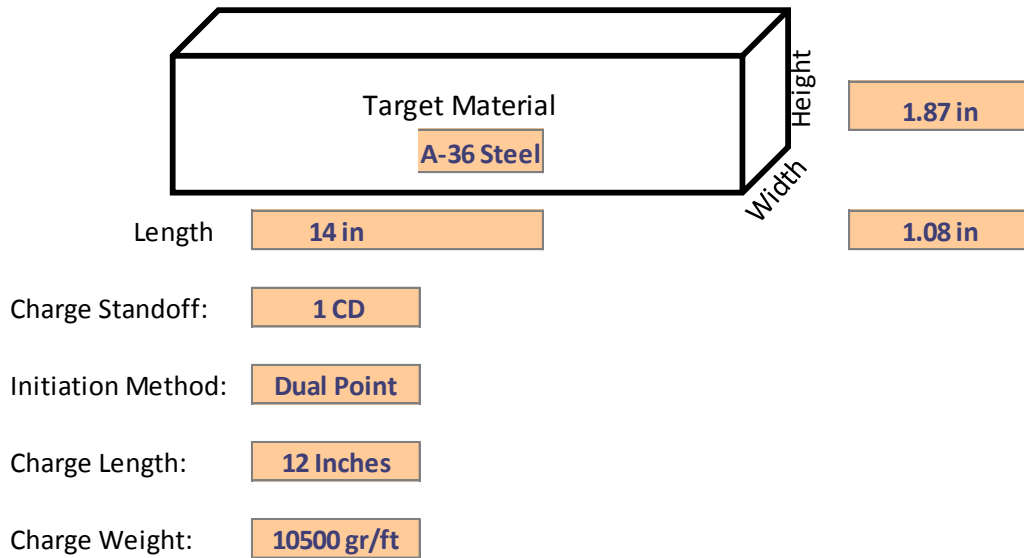 Target Material
A-36 Steel
Height
1.87 in
Width
Length
14 in
1.08 in
Charge Standoff:
1 CD
Initiation Method:
Dual Point
Charge Length:
12 Inches
Charge Weight:
10500 gr/ft